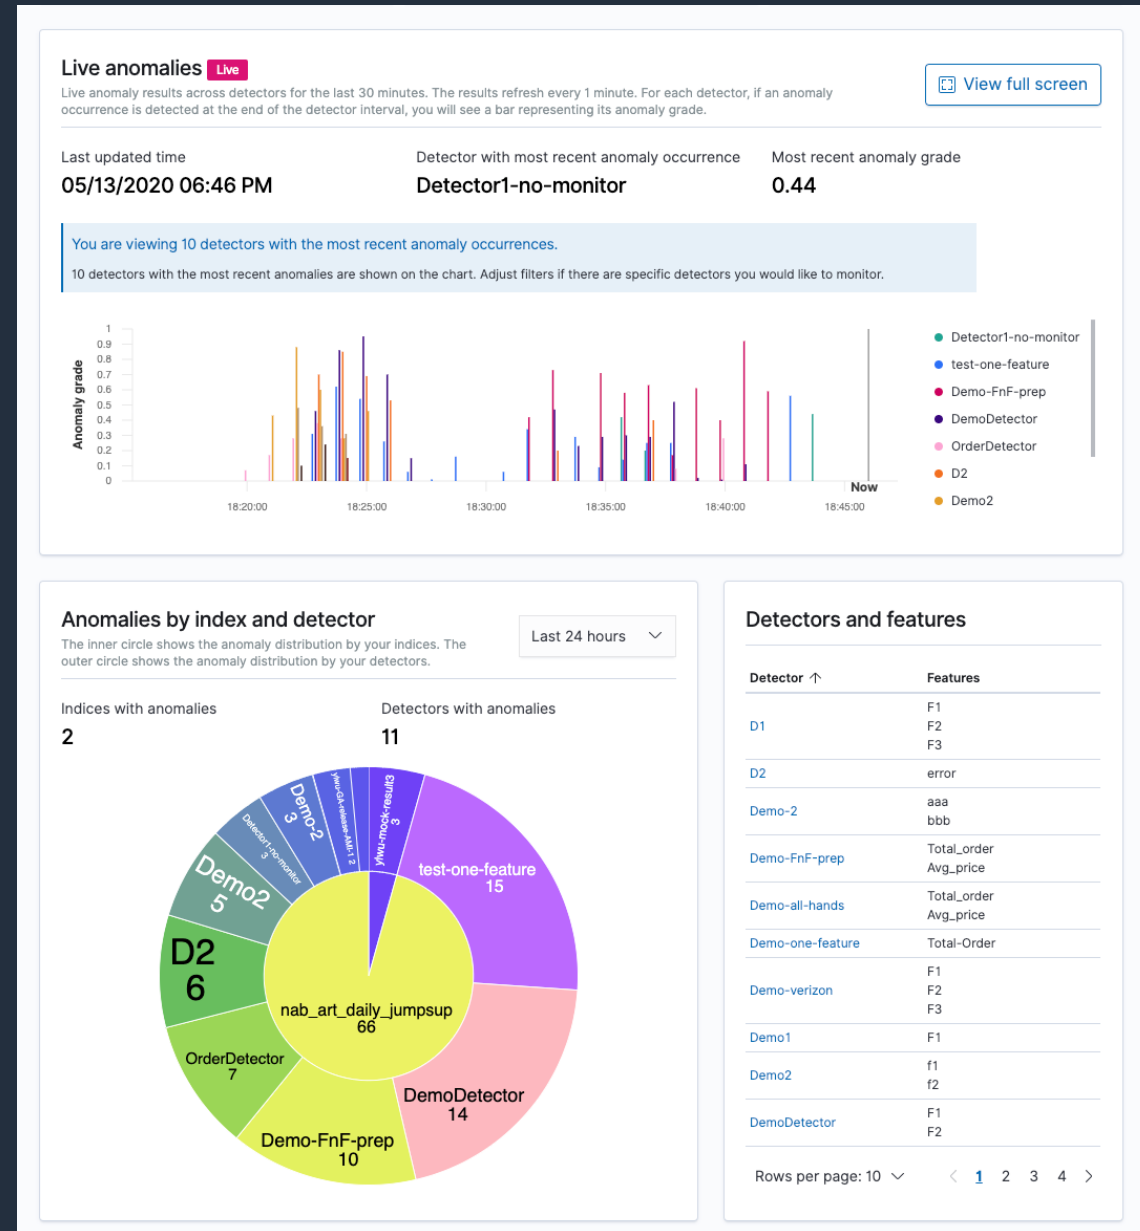 Live anomalies Live
Live anomaly results across detectors for the last 30 minutes. The results refresh every 1 minute. For each detector, if an anomaly
occurrence is detected at the end of the detector interval, you will see a bar representing its anomaly grade.
View full screen
Last updated time
05/13/2020 06:46 PM
Detector with most recent anomaly occurrence
Detector1-no-monitor
Most recent anomaly grade
0.44
You are viewing 10 detectors with the most recent anomaly occurrences.
10 detectors with the most recent anomalies are shown on the chart. Adjust filters if there are specific detectors you would like to monitor.
Anomaly grade
1
0.9
0.8
0.7
0.6
0.5
0.4
0.3
0.2
0.1
0
18:20:00
18:25:00
18:30:00
18:35:00
18:40:00
18:45:00
Now
Detector1-no-monitor
test-one-feature
Demo-FnF-prep
DemoDetector
OrderDetector
D2
Demo2
Anomalies by index and detector
The inner circle shows the anomaly distribution by your indices. The
outer circle shows the anomaly distribution by your detectors.
Last 24 hours
Indices with anomalies
2
Detectors with anomalies
11
ylwu-mock-result3
3
test-one-feature
15
DemoDetector
14
Demo-FnF-prep
10
OrderDetector
7
D2
6
Demo2
5
Detector1-no-monitor
3
Demo-2
3
ylwu-GA-release-AMI-1 2
nab_art_daily_jumpsup
66
Detectors and features
Detector Features
D1
F1
F2
F3
D2
error
Demo-2
aaa
bbb
Demo-FnF-prep
Total_order
Avg_price
Demo-all-hands
Total_order
Avg_price
Demo-one-feature
Total-Order
Demo-verizon
F1
F2
F3
Demo1
F1
Demo2
f1
f2
DemoDetector
F1
F2
Rows per page: 10
1 2 3 4